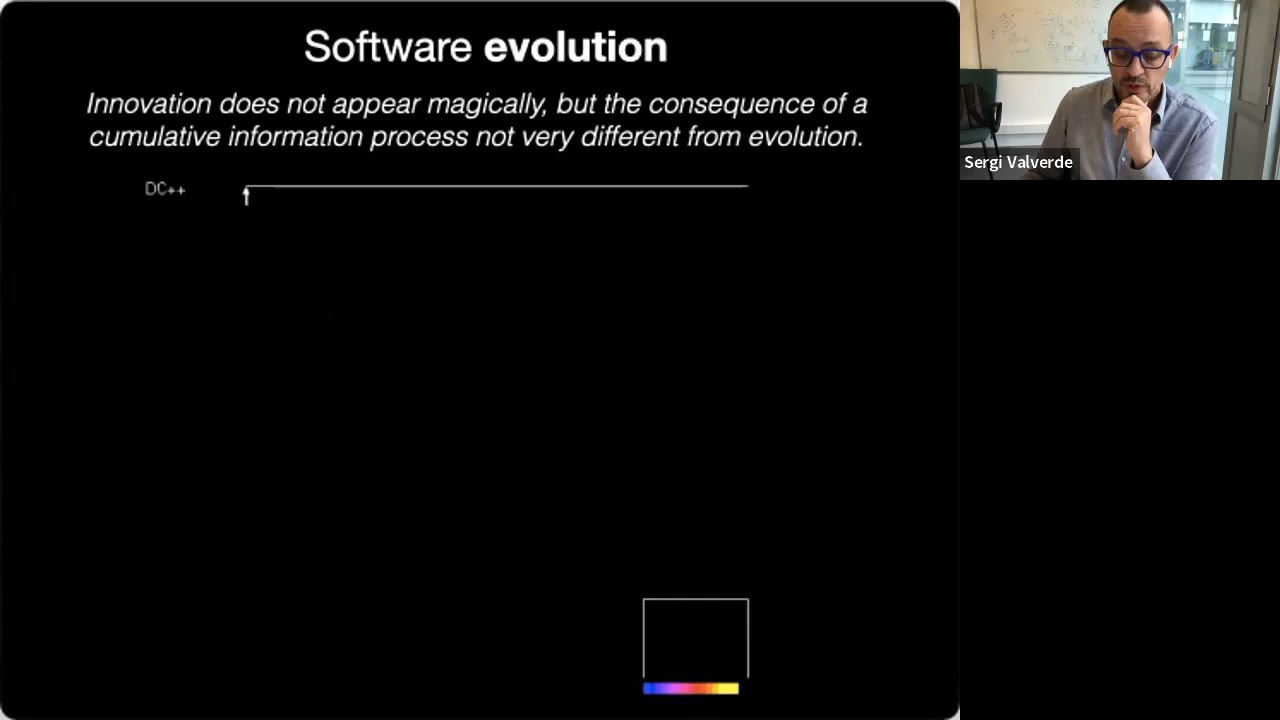 Software evolution
Innovation does not appear magically, but the consequence of a
cumulative information process not very different from evolution.
DC++
Sergi Valverde